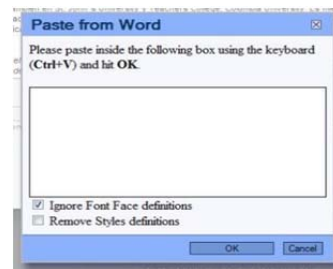 Paste from Word
Please paste inside the following box using the keyboard
(Ctrl+V) and hit OK.
Ignore Font Face definitions
Remove Styles definitions
OK
Cancel